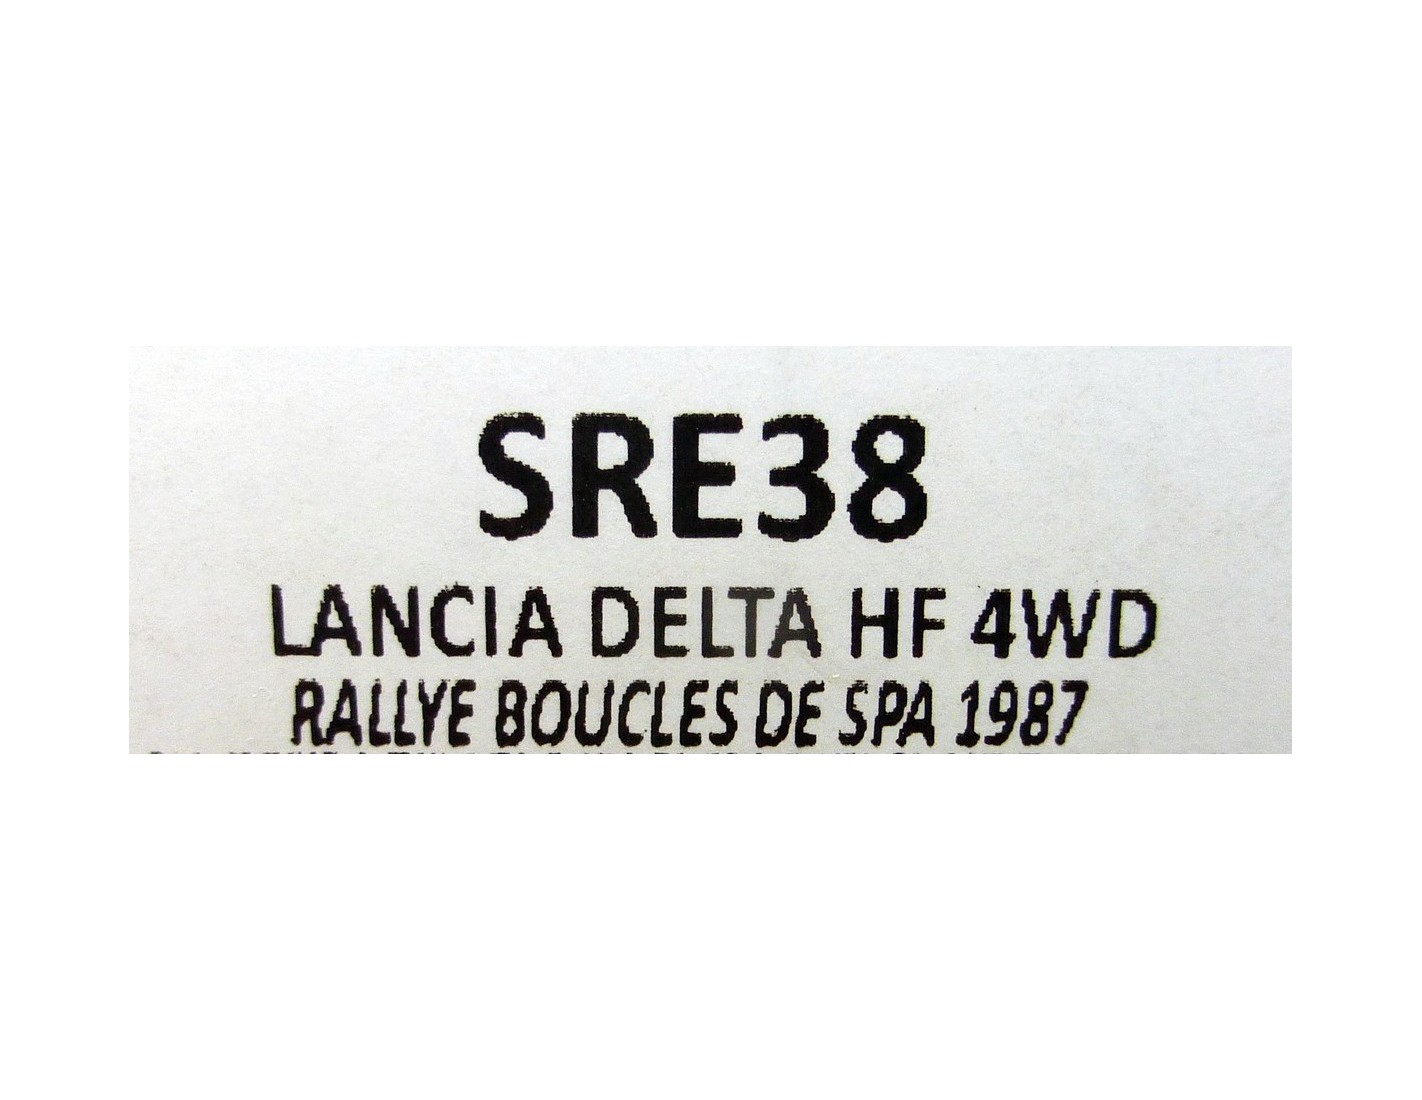 SRE38
LANCIA DELTA HF 4WD
RALLYE BOUCLES DE SPA 1987